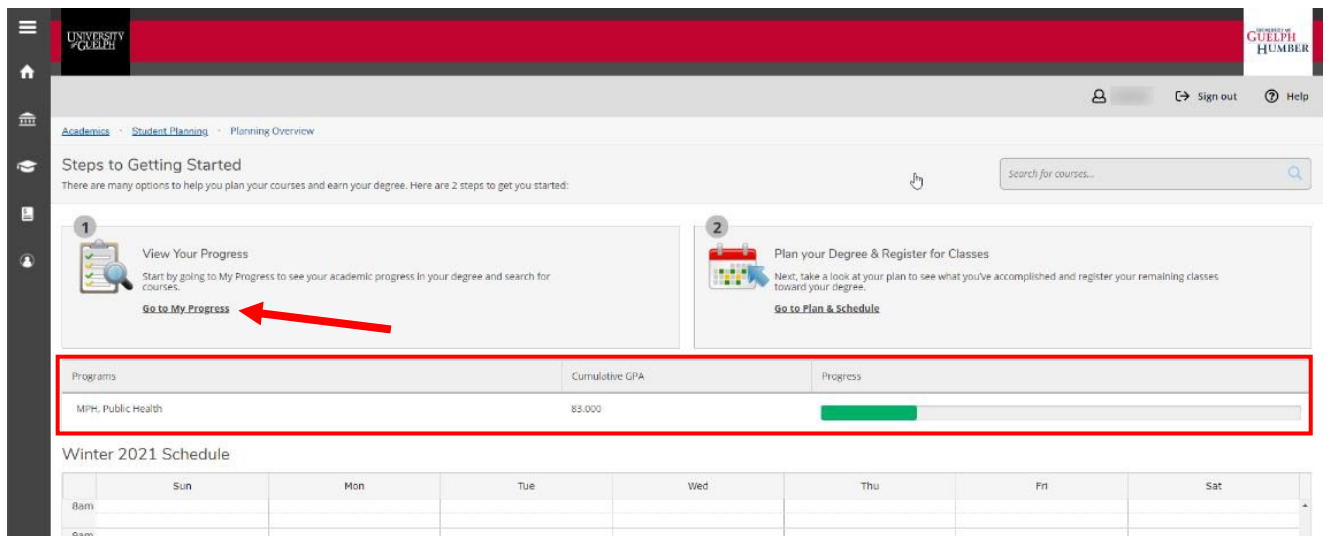 UNIVERSITY
OF GUELPH
UNIVERSITY OF
GUELPH
HUMBER
Sign out
Help
Academics · Student Planning · Planning Overview
Steps to Getting Started
There are many options to help you plan your courses and earn your degree. Here are 2 steps to get you started:
Search for courses...
1
View Your Progress
Start by going to My Progress to see your academic progress in your degree and search for
courses.
Go to My Progress
2
Plan your Degree & Register for Classes
Next, take a look at your plan to see what you've accomplished and register your remaining classes
toward your degree.
Go to Plan & Schedule
Programs Cumulative GPA Progress
MPH, Public Health 83.000
Winter 2021 Schedule
Sun Mon Tue Wed Thu Fri Sat
8am
9am